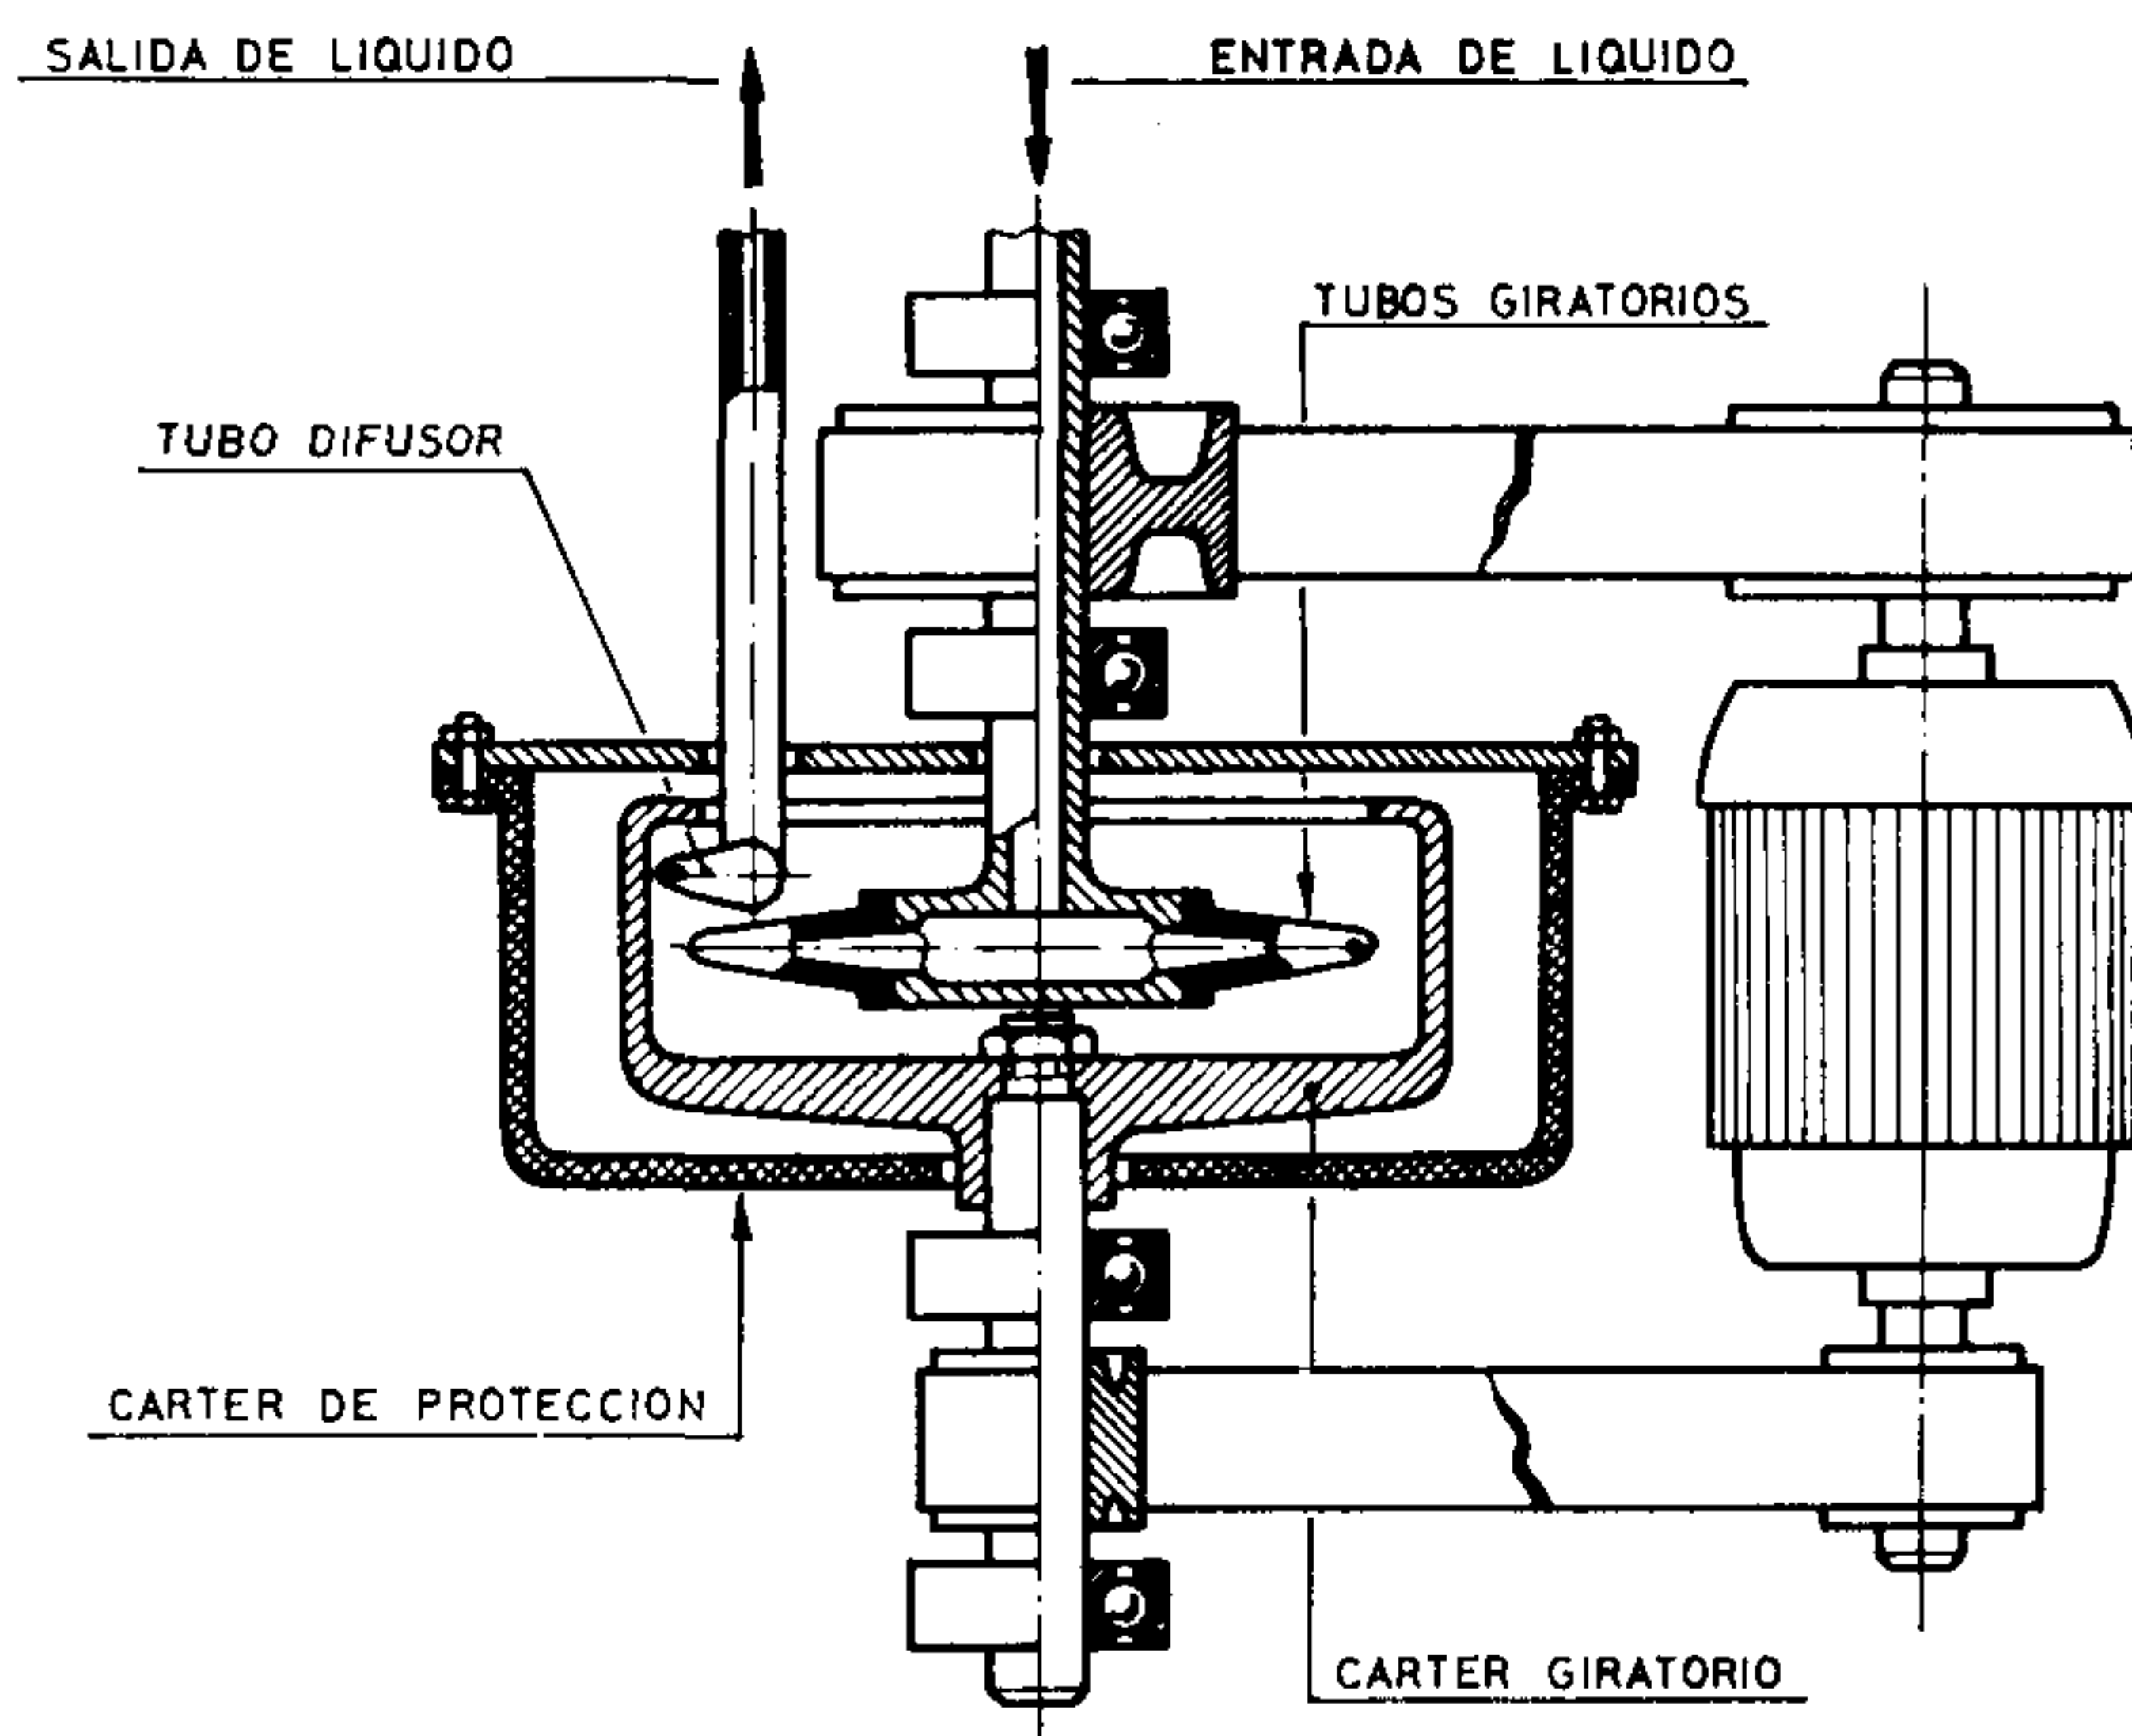 SALIDA DE LIQUIDO
ENTRADA DE LIQUIDO
TUBOS GIRATORIOS
TUBO DIFUSOR
CARTER DE PROTECCION
CARTER GIRATORIO